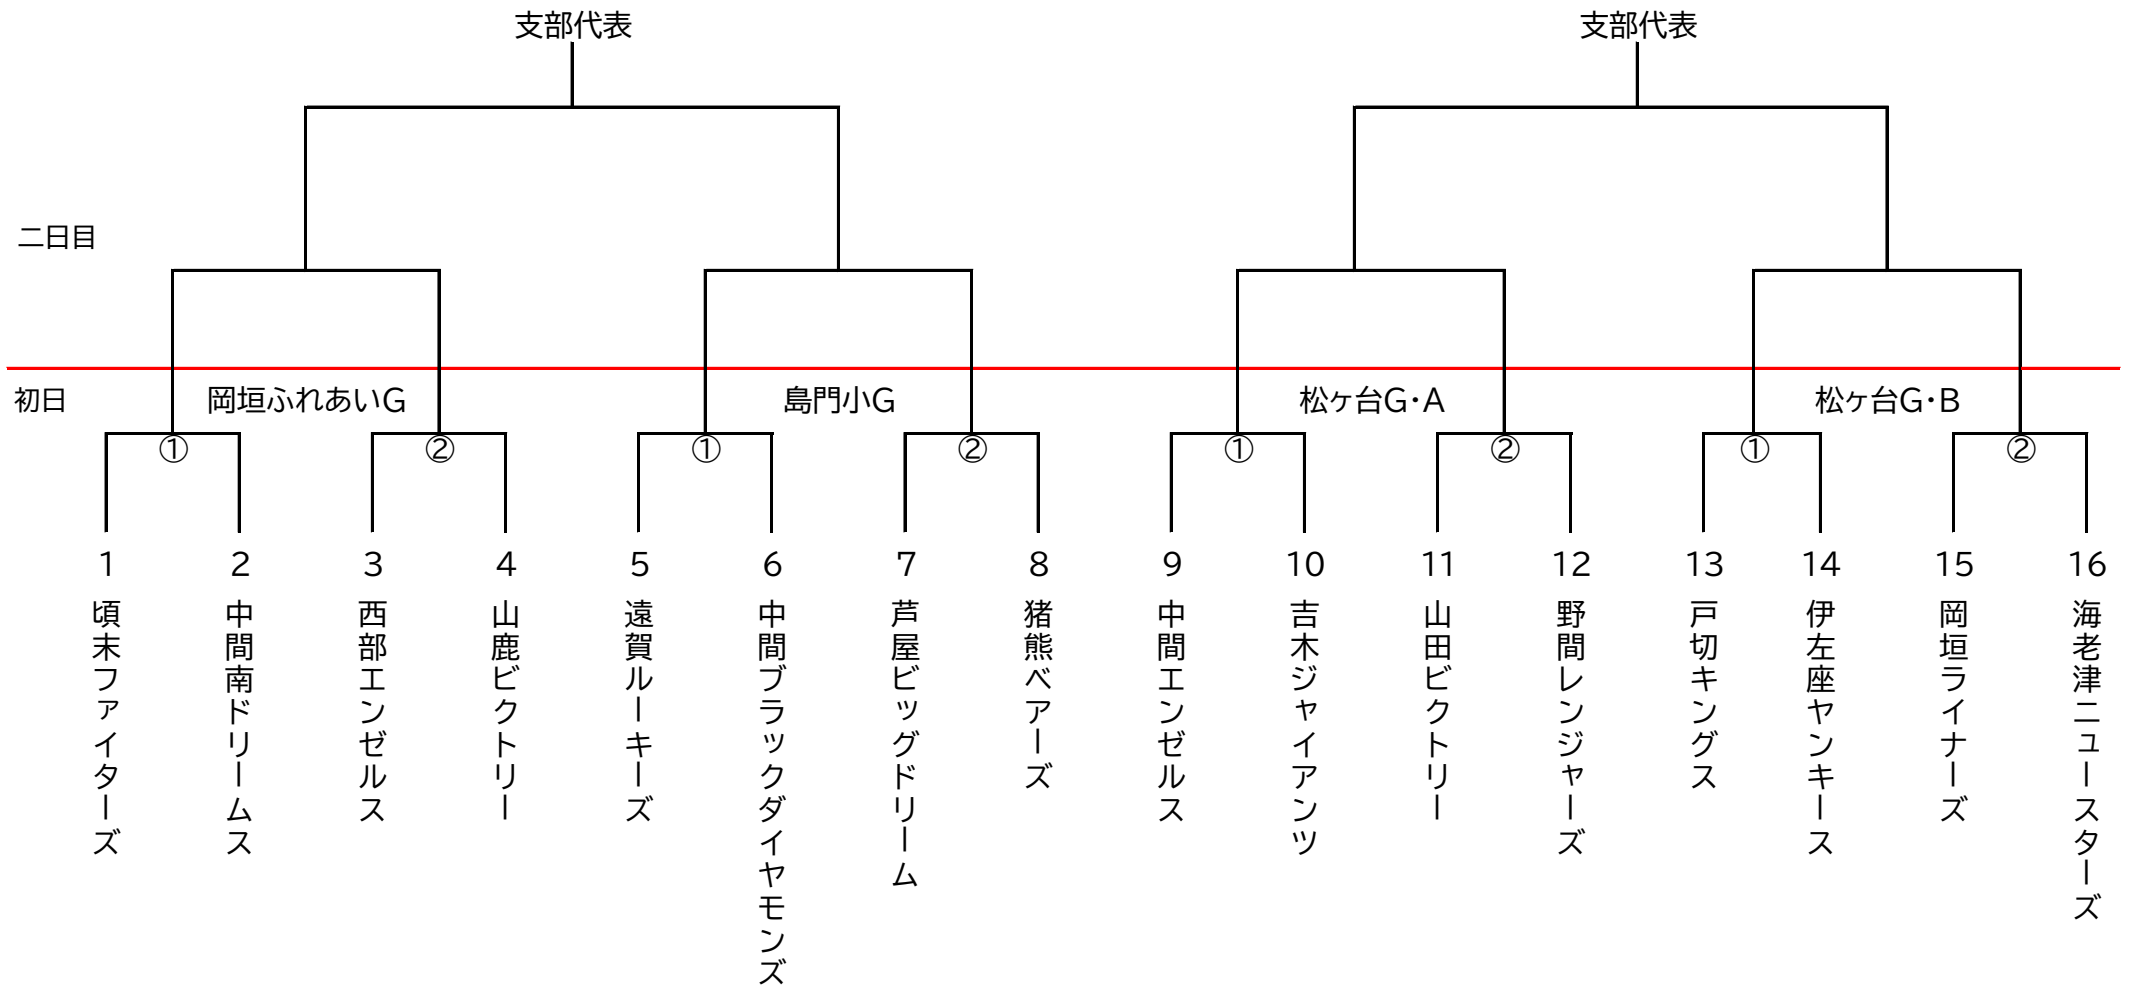 支部代表
支部代表
二日目
初日
岡垣ふれあいG
島門小G
松ヶ台G・A
松ヶ台G・B
①
②
①
②
①
②
①
②
1
2
3
4
5
6
7
8
9
10
11
12
13
14
15
16
頃末ファイターズ
中間南ドリームス
西部エンゼルス
山鹿ビクトリー
遠賀ルーキーズ
中間ブラックダイヤモンズ
芦屋ビッグドリーム
猪熊ベアーズ
中間エンゼルス
吉木ジャイアンツ
山田ビクトリー
野間レンジャーズ
戸切キングス
伊左座ヤンキース
岡垣ライナーズ
海老津ニュースターズ